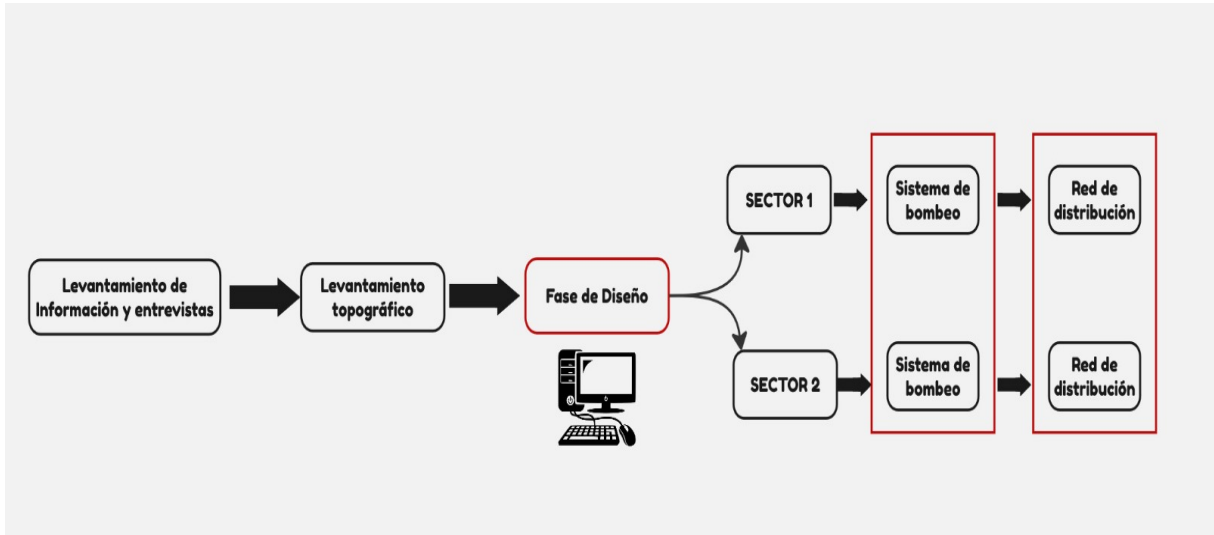 Levantamiento de
Información y entrevistas
Levantamiento
topográfico
Fase de Diseño
SECTOR 1
Sistema de
bombeo
Red de
distribución
SECTOR 2
Sistema de
bombeo
Red de
distribución